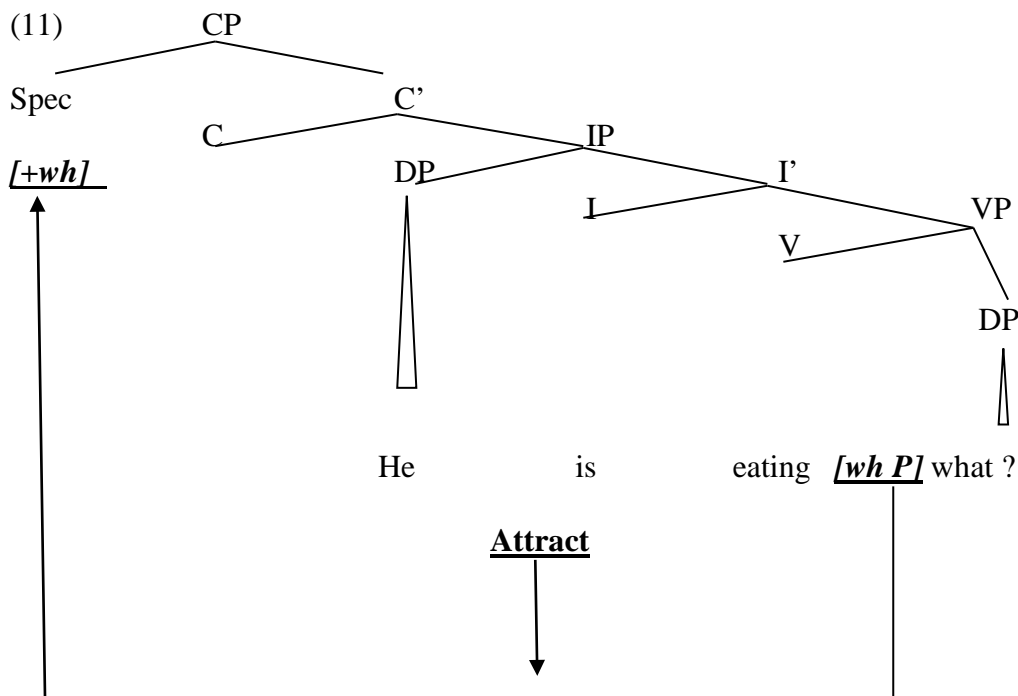 (11) CP
Spec C’
C IP
[+wh] DP I’
I VP
V
DP
He is eating [wh P] what ?
Attract